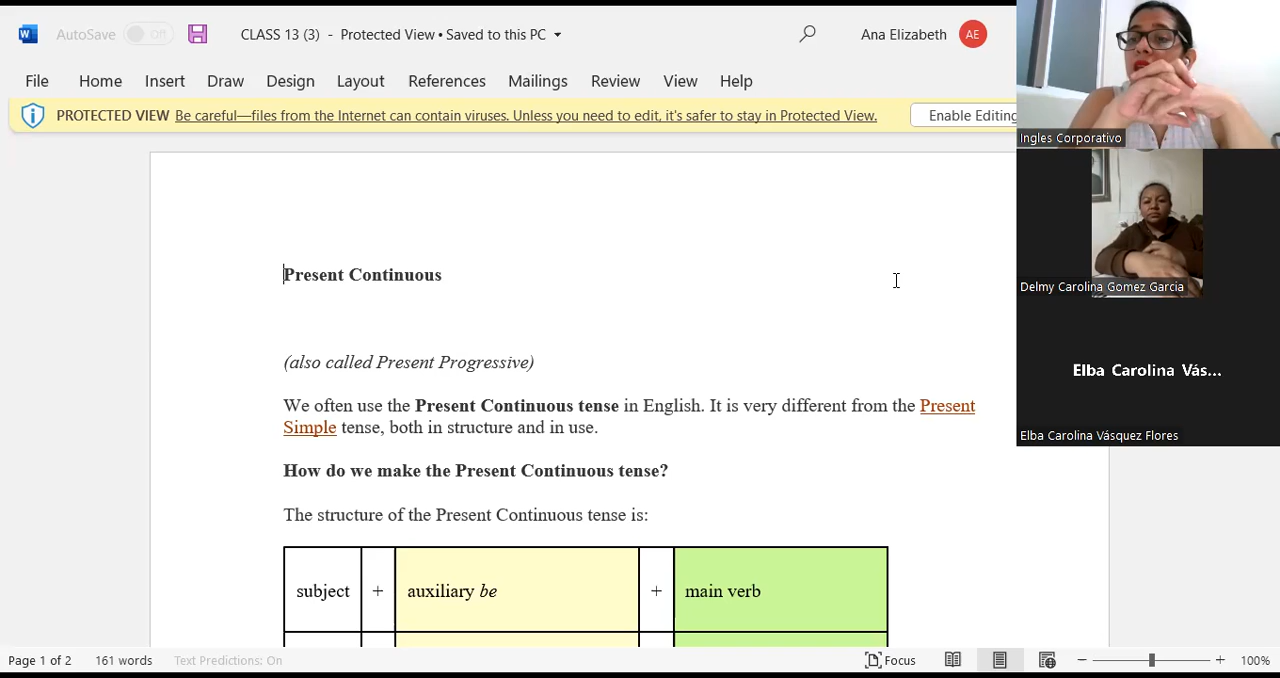 AutoSave Off CLASS 13 (3) - Protected View • Saved to this PC Ana Elizabeth AE
File Home Insert Draw Design Layout References Mailings Review View Help
PROTECTED VIEW Be careful—files from the Internet can contain viruses. Unless you need to edit, it's safer to stay in Protected View. Enable Editing
Ingles Corporativo
Delmy Carolina Gomez Garcia
Elba Carolina Vás...
Elba Carolina Vásquez Flores
Present Continuous
(also called Present Progressive)
We often use the Present Continuous tense in English. It is very different from the Present
Simple tense, both in structure and in use.
How do we make the Present Continuous tense?
The structure of the Present Continuous tense is:
subject + auxiliary be + main verb
Page 1 of 2 161 words Text Predictions: On Focus 100%